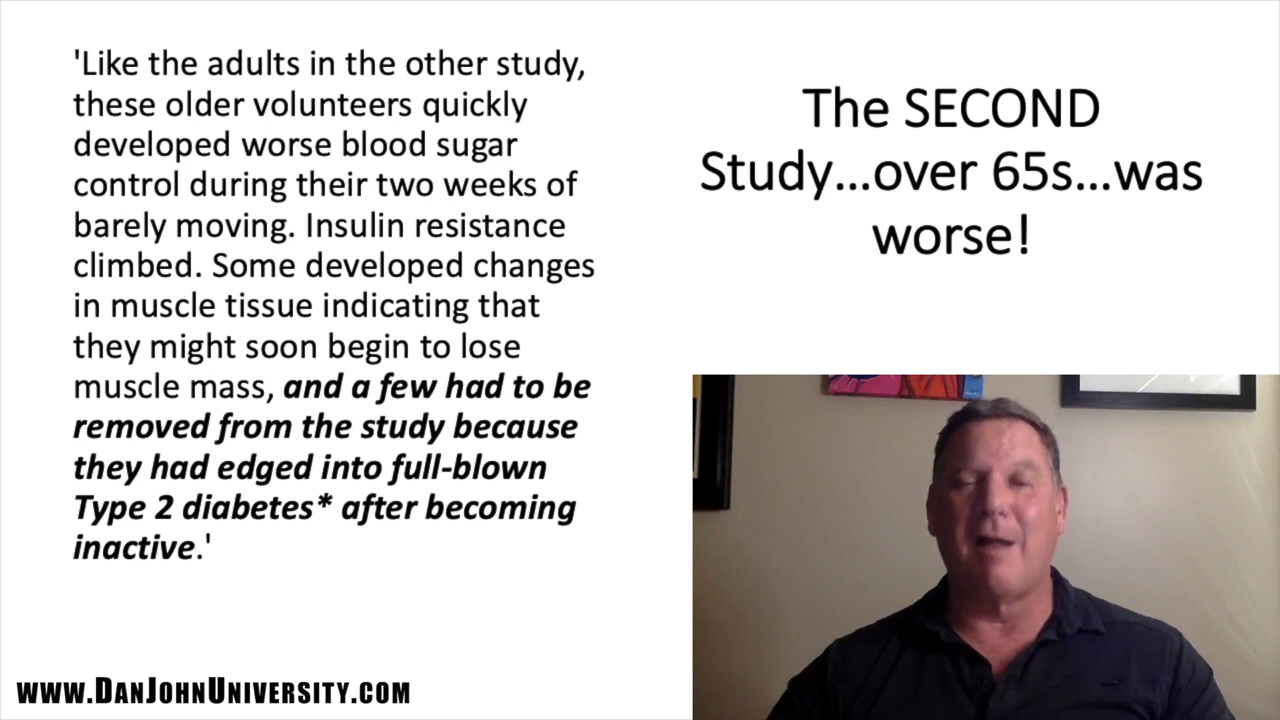 'Like the adults in the other study,
these older volunteers quickly
developed worse blood sugar
control during their two weeks of
barely moving. Insulin resistance
climbed. Some developed changes
in muscle tissue indicating that
they might soon begin to lose
muscle mass, and a few had to be
removed from the study because
they had edged into full-blown
Type 2 diabetes* after becoming
inactive.'
The SECOND
Study...over 65s...was
worse!
www.DanJohnUniversity.com